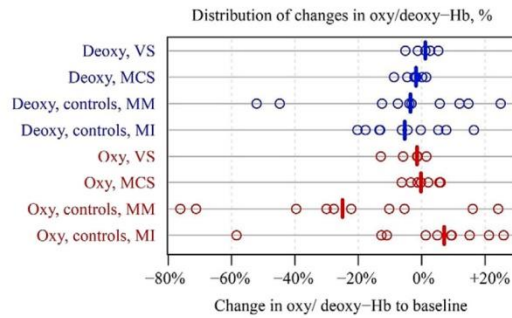 Distribution of changes in oxy/deoxy−Hb, %
Deoxy, VS
Deoxy, MCS
Deoxy, controls, MM
Deoxy, controls, MI
Oxy, VS
Oxy, MCS
Oxy, controls, MM
Oxy, controls, MI
−80% −60% −40% −20% 0% +20%
Change in oxy/ deoxy−Hb to baseline